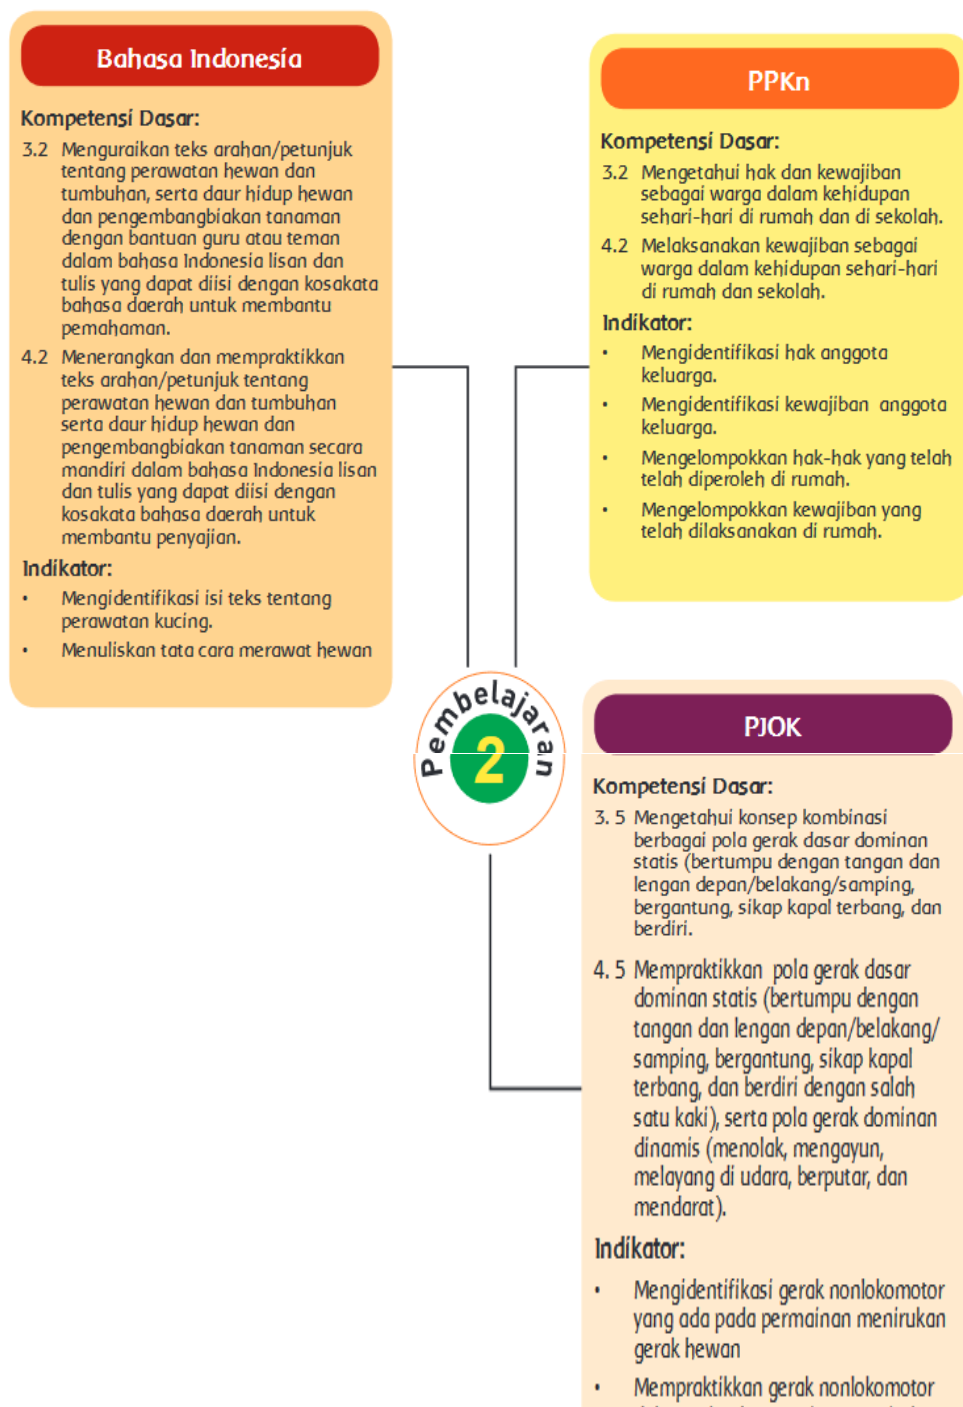 Bahasa Indonesia
Kompetensi Dasar:
3.2 Menguraikan teks arahan/petunjuk
tentang perawatan hewan dan
tumbuhan, serta daur hidup hewan
dan pengembangbiakan tanaman
dengan bantuan guru atau teman
dalam bahasa Indonesia lisan dan
tulis yang dapat diisi dengan kosakata
bahasa daerah untuk membantu
pemahaman.
4.2 Menerangkan dan mempraktikkan
teks arahan/petunjuk tentang
perawatan hewan dan tumbuhan
serta daur hidup hewan dan
pengembangbiakan tanaman secara
mandiri dalam bahasa Indonesia lisan
dan tulis yang dapat diisi dengan
kosakata bahasa daerah untuk
membantu penyajian.
Indikator:
• Mengidentifikasi isi teks tentang
perawatan kucing.
• Menuliskan tata cara merawat hewan
PPKn
Kompetensi Dasar:
3.2 Mengetahui hak dan kewajiban
sebagai warga dalam kehidupan
sehari-hari di rumah dan di sekolah.
4.2 Melaksanakan kewajiban sebagai
warga dalam kehidupan sehari-hari
di rumah dan sekolah.
Indikator:
• Mengidentifikasi hak anggota
keluarga.
• Mengidentifikasi kewajiban anggota
keluarga.
• Mengelompokkan hak-hak yang telah
telah diperoleh di rumah.
• Mengelompokkan kewajiban yang
telah dilaksanakan di rumah.
Pembelajaran
2
PJOK
Kompetensi Dasar:
3. 5 Mengetahui konsep kombinasi
berbagai pola gerak dasar dominan
statis (bertumpu dengan tangan dan
lengan depan/belakang/samping,
bergantung, sikap kapal terbang, dan
berdiri.
4. 5 Mempraktikkan pola gerak dasar
dominan statis (bertumpu dengan
tangan dan lengan depan/belakang/
samping, bergantung, sikap kapal
terbang, dan berdiri dengan salah
satu kaki), serta pola gerak dominan
dinamis (menolak, mengayun,
melayang di udara, berputar, dan
mendarat).
Indikator:
• Mengidentifikasi gerak nonlokomotor
yang ada pada permainan menirukan
gerak hewan
• Mempraktikkan gerak nonlokomotor